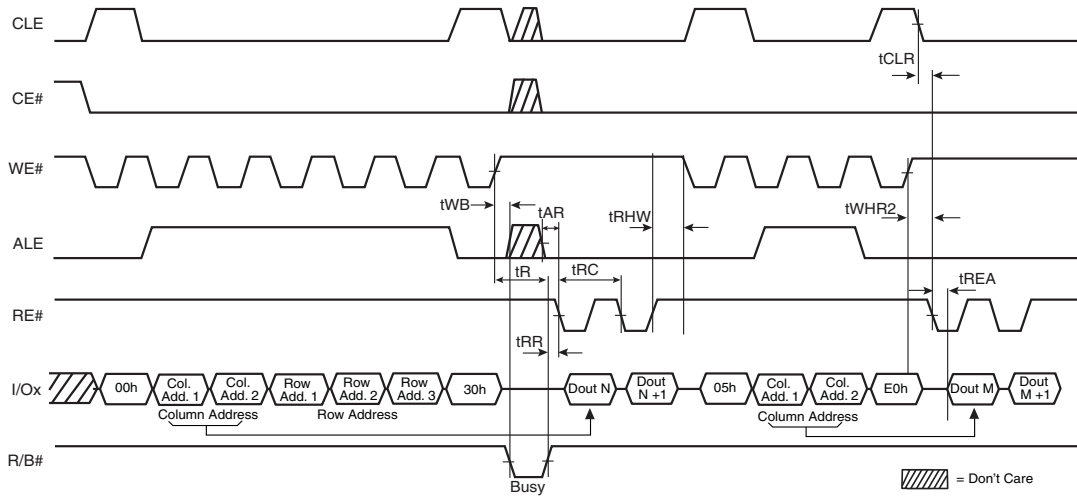 CLE
tCLR
CE#
WE#
tWB
tAR
tRHW
tWHR2
ALE
tR
tRC
tREA
RE#
tRR
I/Ox
00h
Col. Add. 1
Col. Add. 2
Row Add. 1
Row Add. 2
Row Add. 3
30h
Dout N
Dout N +1
05h
Col. Add. 1
Col. Add. 2
E0h
Dout M
Dout M +1
Column Address
Row Address
Column Address
R/B#
Busy
= Don't Care